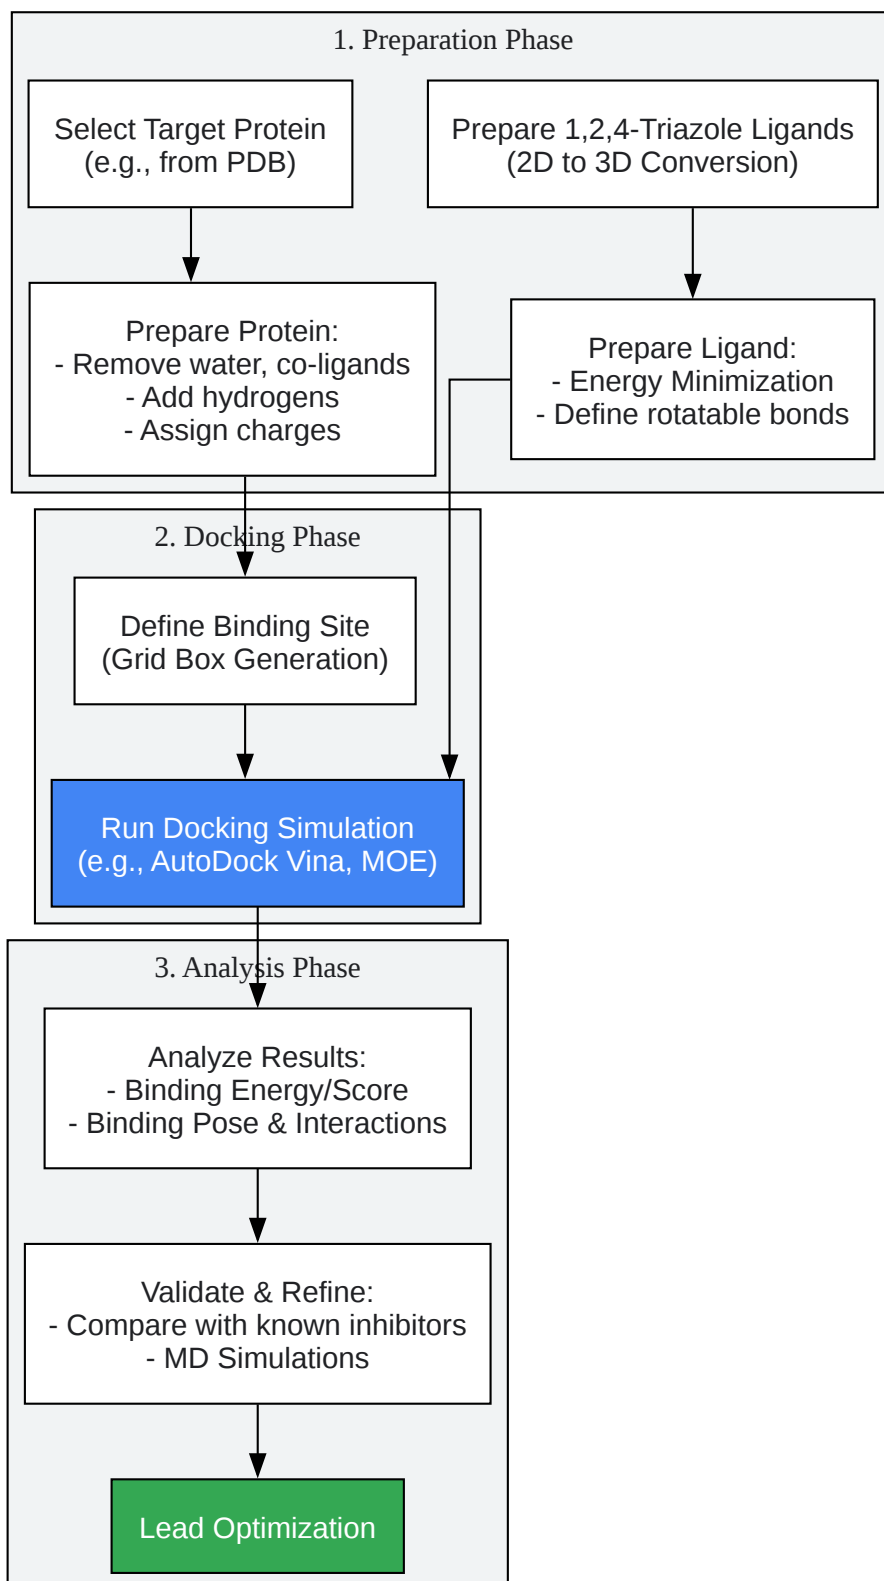 1. Preparation Phase
Select Target Protein
(e.g., from PDB)
Prepare 1,2,4-Triazole Ligands
(2D to 3D Conversion)
Prepare Protein:
- Remove water, co-ligands
- Add hydrogens
- Assign charges
Prepare Ligand:
- Energy Minimization
- Define rotatable bonds
2. Docking Phase
Define Binding Site
(Grid Box Generation)
Run Docking Simulation
(e.g., AutoDock Vina, MOE)
3. Analysis Phase
Analyze Results:
- Binding Energy/Score
- Binding Pose & Interactions
Validate & Refine:
- Compare with known inhibitors
- MD Simulations
Lead Optimization